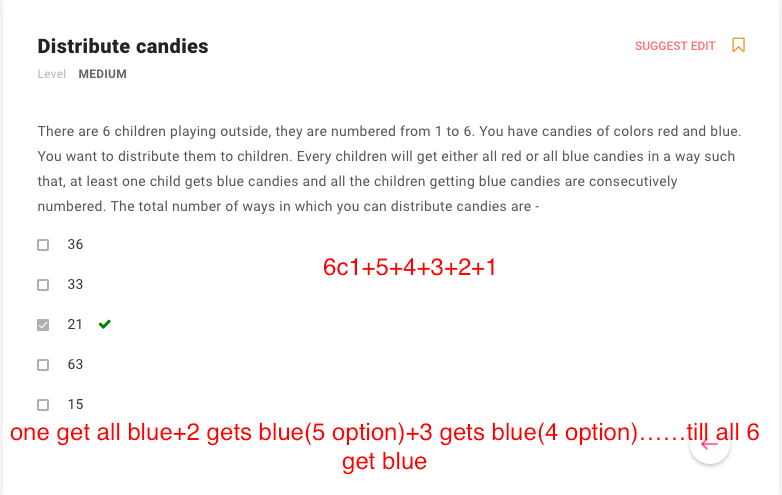 Distribute candies
SUGGEST EDIT
Level MEDIUM
There are 6 children playing outside, they are numbered from 1 to 6. You have candies of colors red and blue.
You want to distribute them to children. Every children will get either all red or all blue candies in a way such
that, at least one child gets blue candies and all the children getting blue candies are consecutively
numbered. The total number of ways in which you can distribute candies are -
36
6c1+5+4+3+2+1
33
21
63
15
one get all blue+2 gets blue(5 option)+3 gets blue(4 option)......till all 6
get blue